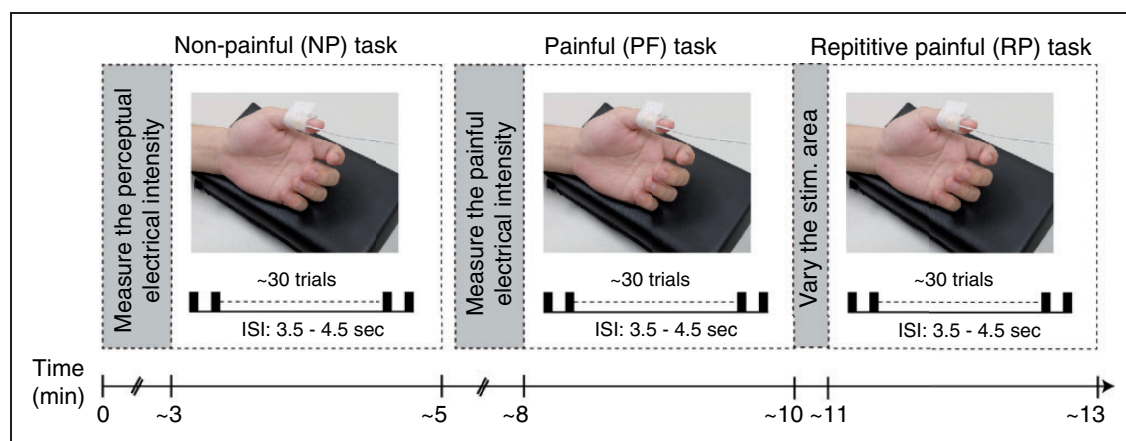 Non-painful (NP) task
Measure the perceptual
electrical intensity
~30 trials
ISI: 3.5 - 4.5 sec
Painful (PF) task
Measure the painful
electrical intensity
~30 trials
ISI: 3.5 - 4.5 sec
Repititive painful (RP) task
Vary the stim. area
~30 trials
ISI: 3.5 - 4.5 sec
Time
(min)
0 ~3 ~5 ~8 ~10 ~11 ~13